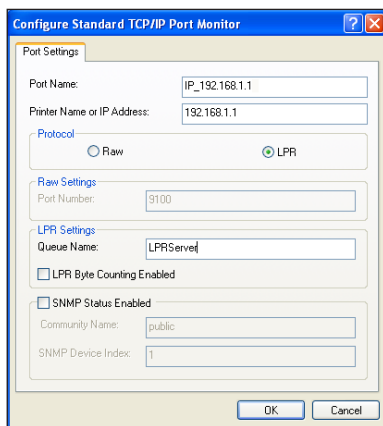 Configure Standard TCP/IP Port Monitor
Port Settings
Port Name: IP_192.168.1.1
Printer Name or IP Address: 192.168.1.1
Protocol
Raw LPR
Raw Settings
Port Number: 9100
LPR Settings
Queue Name: LPRServer
LPR Byte Counting Enabled
SNMP Status Enabled
Community Name: public
SNMP Device Index: 1
OK Cancel